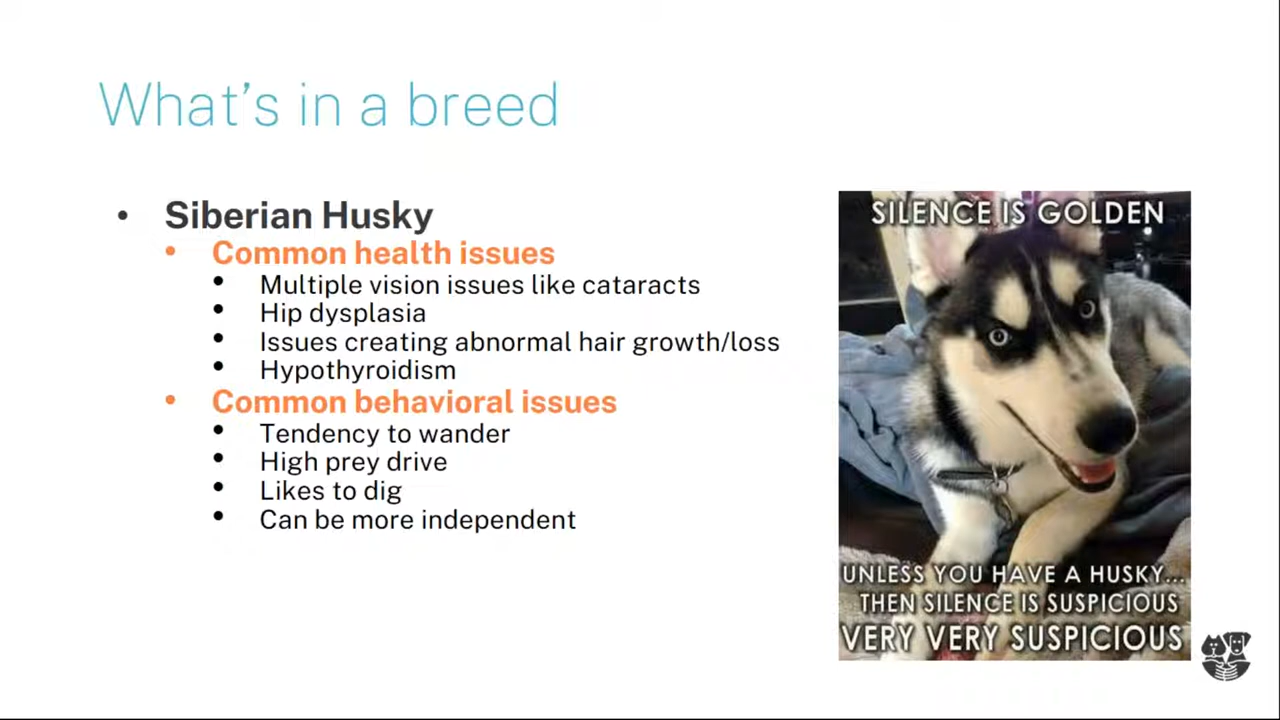 What's in a breed
• Siberian Husky
• Common health issues
• Multiple vision issues like cataracts
• Hip dysplasia
• Issues creating abnormal hair growth/loss
• Hypothyroidism
• Common behavioral issues
• Tendency to wander
• High prey drive
• Likes to dig
• Can be more independent
SILENCE IS GOLDEN
UNLESS YOU HAVE A HUSKY...
THEN SILENCE IS SUSPICIOUS
VERY VERY SUSPICIOUS